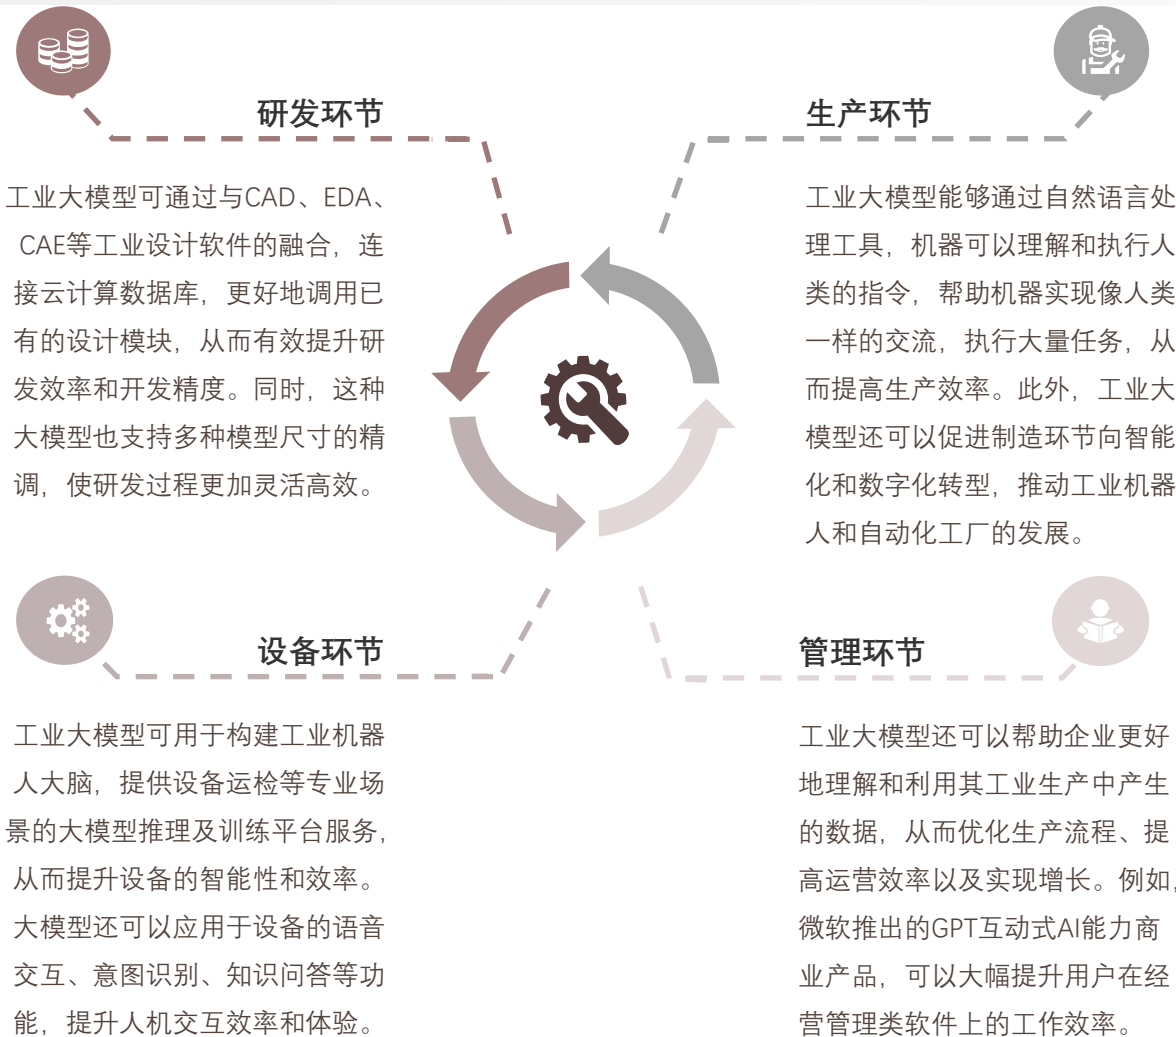 研发环节
工业大模型可通过与CAD、EDA、
CAE等工业设计软件的融合，连
接云计算数据库，更好地调用已
有的设计模块，从而有效提升研
发效率和开发精度。同时，这种
大模型也支持多种模型尺寸的精
调，使研发过程更加灵活高效。
生产环节
工业大模型能够通过自然语言处
理工具，机器可以理解和执行人
类的指令，帮助机器实现像人类
一样的交流，执行大量任务，从
而提高生产效率。此外，工业大
模型还可以促进制造环节向智能
化和数字化转型，推动工业机器
人和自动化工厂的发展。
设备环节
工业大模型可用于构建工业机器
人大脑，提供设备运检等专业场
景的大模型推理及训练平台服务，
从而提升设备的智能性和效率。
大模型还可以应用于设备的语音
交互、意图识别、知识问答等功
能，提升人机交互效率和体验。
管理环节
工业大模型还可以帮助企业更好
地理解和利用其工业生产中产生
的数据，从而优化生产流程、提
高运营效率以及实现增长。例如，
微软推出的GPT互动式AI能力商
业产品，可以大幅提升用户在经
营管理类软件上的工作效率。